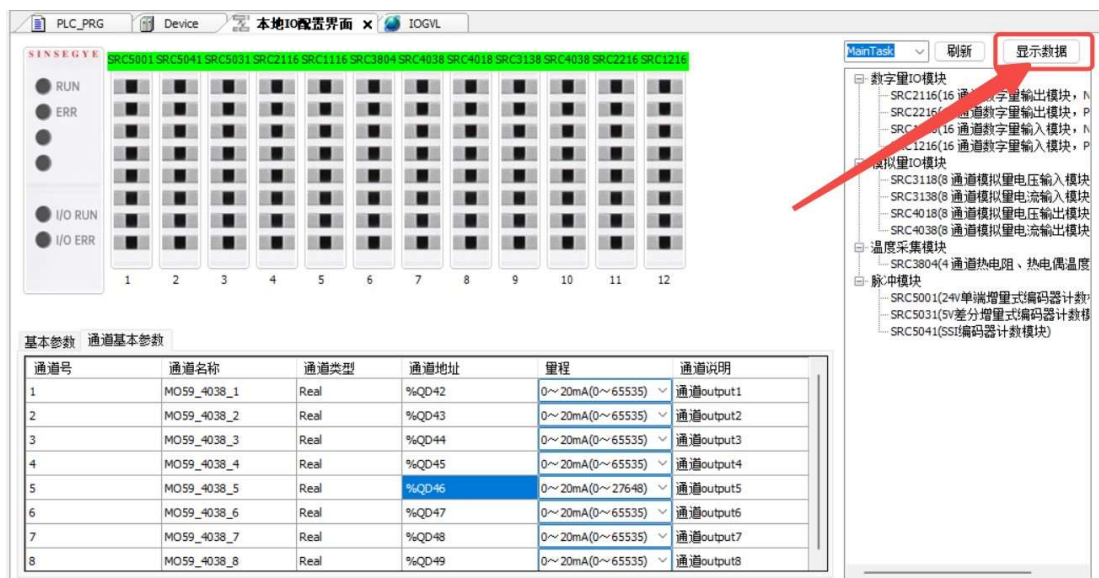 PLC_PRG Device 本地IO配置界面 IOGVL
SINSEGYE SRC5001 SRC5041 SRC5031 SRC2116 SRC1116 SRC3804 SRC4038 SRC4018 SRC3138 SRC4038 SRC2216 SRC1216
RUN
ERR
I/O RUN
I/O ERR
1 2 3 4 5 6 7 8 9 10 11 12
MainTask 刷新 显示数据
数字量IO模块
SRC2116(16 通道数字量输出模块，N
通道数字量输出模块，P
16 通道数字量输入模块，N
1216(16 通道数字量输入模块，P
模拟量IO模块
SRC3118(8 通道模拟量电压输入模块
SRC3138(8 通道模拟量电流输入模块
SRC4018(8 通道模拟量电压输出模块
SRC4038(8 通道模拟量电流输出模块
温度采集模块
SRC3804(4 通道热电阻、热电偶温度
脉冲模块
SRC5001(24V单端增量式编码器计数
SRC5031(5V差分增量式编码器计数模
SRC5041(SSI编码器计数模块)
基本参数 通道基本参数
通道号 通道名称 通道类型 通道地址 量程 通道说明
1 MO59_4038_1 Real %QD42 0～20mA(0～65535) 通道output1
2 MO59_4038_2 Real %QD43 0～20mA(0～65535) 通道output2
3 MO59_4038_3 Real %QD44 0～20mA(0～65535) 通道output3
4 MO59_4038_4 Real %QD45 0～20mA(0～65535) 通道output4
5 MO59_4038_5 Real %QD46 0～20mA(0～27648) 通道output5
6 MO59_4038_6 Real %QD47 0～20mA(0～65535) 通道output6
7 MO59_4038_7 Real %QD48 0～20mA(0～65535) 通道output7
8 MO59_4038_8 Real %QD49 0～20mA(0～65535) 通道output8